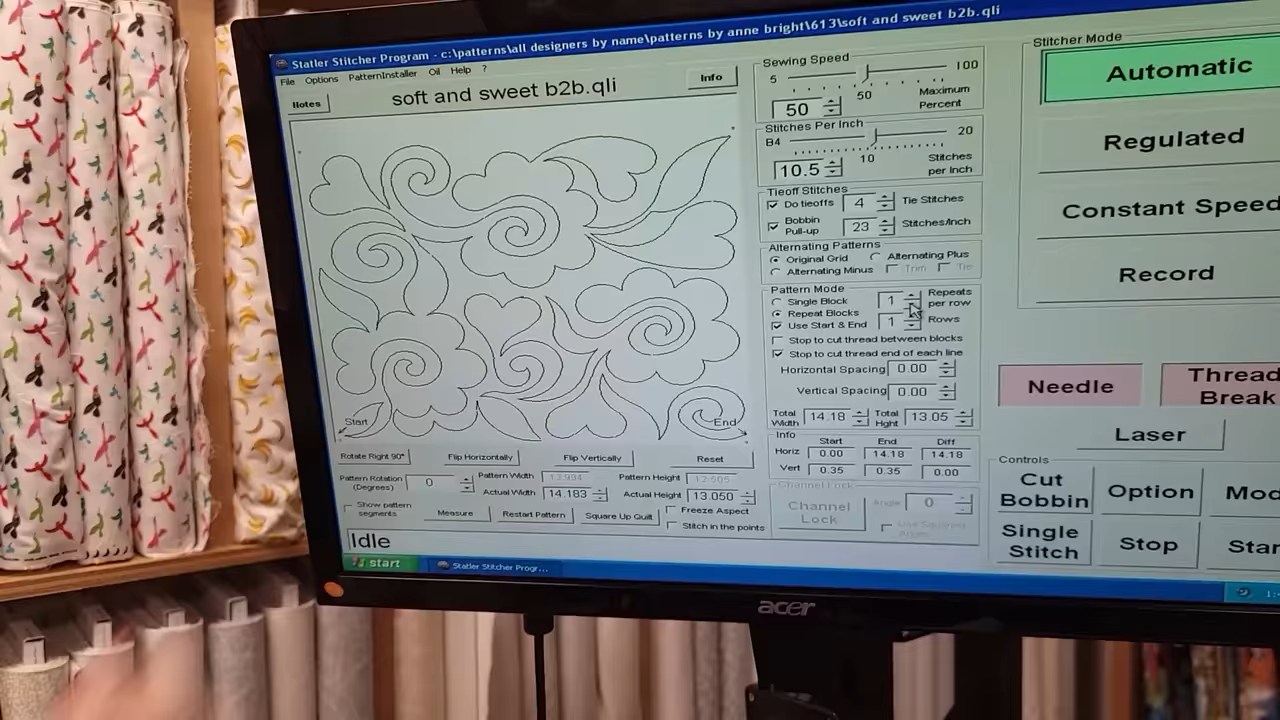 Statler Stitcher Program - c:\patterns\all designers by name\patterns by anne bright\613\soft and sweet b2b.qli
File Options PatternInstaller Oil Help ?
Notes
soft and sweet b2b.qli
Info
Start
End
Rotate Right 90°
Flip Horizontally
Flip Vertically
Reset
Pattern Rotation (Degrees)
0
Pattern Width
Pattern Height
Actual Width
14.183
Actual Height
13.050
Show pattern segments
Measure
Restart Pattern
Square Up Quilt
Freeze Aspect
Stitch in the points
Idle
Sewing Speed
5
100
50
50
Maximum Percent
Stitches Per Inch
B4
20
10.5
10
Stitches per Inch
Tieoff Stitches
Do tieoffs
4
Tie Stitches
Bobbin Pull-up
23
Stitches/Inch
Alternating Patterns
Original Grid
Alternating Plus
Alternating Minus
Trim
Tie
Pattern Mode
Single Block
1
Repeats per row
Repeat Blocks
Use Start & End
1
Rows
Stop to cut thread between blocks
Stop to cut thread end of each line
Horizontal Spacing
0.00
Vertical Spacing
0.00
Total Width
14.18
Total Hght
13.05
Info
Start End Diff
Horiz 0.00 14.18 14.18
Vert 0.35 0.35 0.00
Channel Lock
Channel Lock
Angle
0
Stitcher Mode
Automatic
Regulated
Constant Speed
Record
Needle
Thread Break
Laser
Controls
Cut Bobbin
Option
Single Stitch
Stop
start
Statler Stitcher Progr...
acer